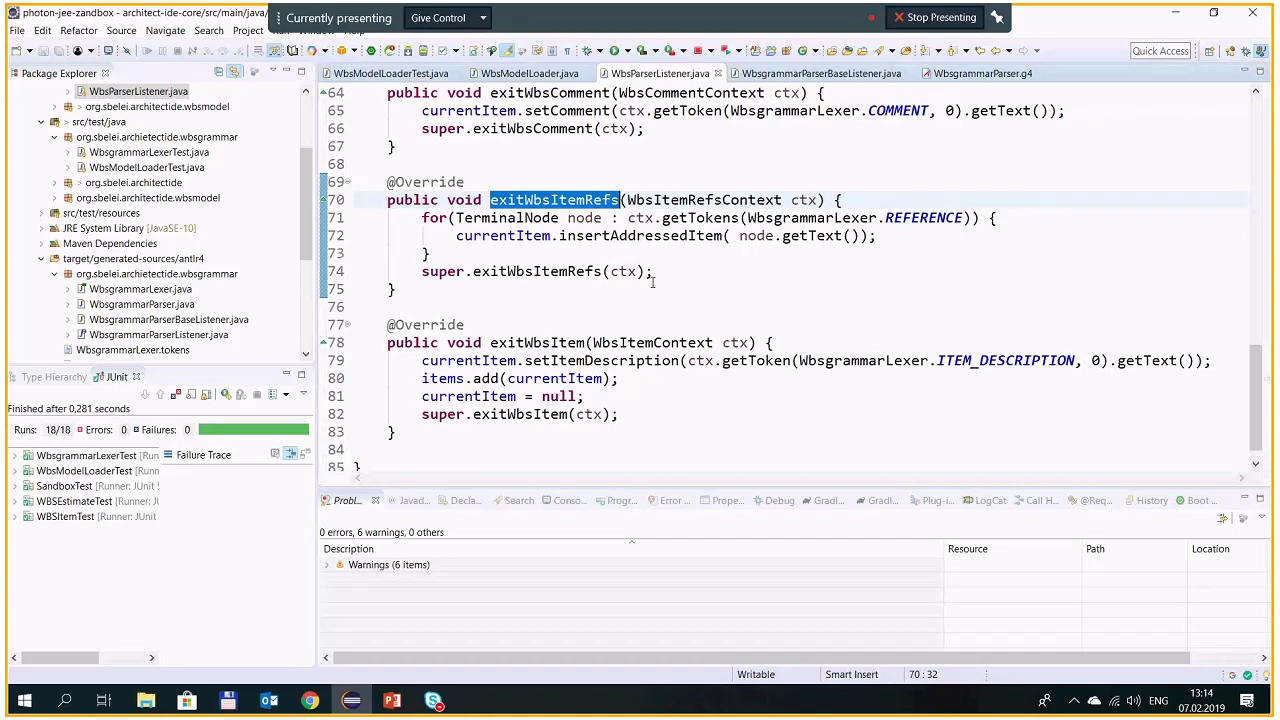 photon-jee-zandbox - architect-ide-core/src/main/java/
Currently presenting
Give Control
Stop Presenting
File Edit Refactor Source Navigate Search Project
Quick Access
Package Explorer
WbsModelLoaderTest.java
WbsModelLoader.java
WbsParserListener.java
WbsgrammarParserBaseListener.java
WbsgrammarParser.g4
WbsParserListener.java
org.sbelei.architectide.wbsmodel
src/test/java
org.sbelei.archietectide.wbsgrammar
WbsgrammarLexerTest.java
WbsModelLoaderTest.java
org.sbelei.architectide
org.sbelei.architectide.wbsmodel
src/test/resources
JRE System Library [JavaSE-10]
Maven Dependencies
target/generated-sources/antlr4
org.sbelei.archietectide.wbsgrammar
WbsgrammarLexer.java
WbsgrammarParser.java
WbsgrammarParserBaseListener.java
WbsgrammarParserListener.java
WbsgrammarLexer.tokens
64 public void exitWbsComment(WbsCommentContext ctx) {
65 currentItem.setComment(ctx.getToken(WbsgrammarLexer.COMMENT, 0).getText());
66 super.exitWbsComment(ctx);
67 }
68
69 @Override
70 public void exitWbsItemRefs(WbsItemRefsContext ctx) {
71 for(TerminalNode node : ctx.getTokens(WbsgrammarLexer.REFERENCE)) {
72 currentItem.insertAddressedItem( node.getText());
73 }
74 super.exitWbsItemRefs(ctx);
75 }
76
77 @Override
78 public void exitWbsItem(WbsItemContext ctx) {
79 currentItem.setItemDescription(ctx.getToken(WbsgrammarLexer.ITEM_DESCRIPTION, 0).getText());
80 items.add(currentItem);
81 currentItem = null;
82 super.exitWbsItem(ctx);
83 }
84
85 }
Type Hierarchy JUnit
Finished after 0,281 seconds
Runs: 18/18 Errors: 0 Failures: 0
WbsgrammarLexerTest [Runner:
WbsModelLoaderTest [Runner:
SandboxTest [Runner: JUnit
WBSEstimateTest [Runner: JUnit
WBSItemTest [Runner: JUnit
Failure Trace
Probl... Javad... Decla... Search Conso... Progr... Error ... Prope... Debug Gradl... Gradl... Plug-i... LogCat Call H... @Req... History Boot ...
0 errors, 6 warnings, 0 others
Description Resource Path Location
Warnings (6 items)
Writable Smart Insert 70 : 32
ENG
13:14
07.02.2019